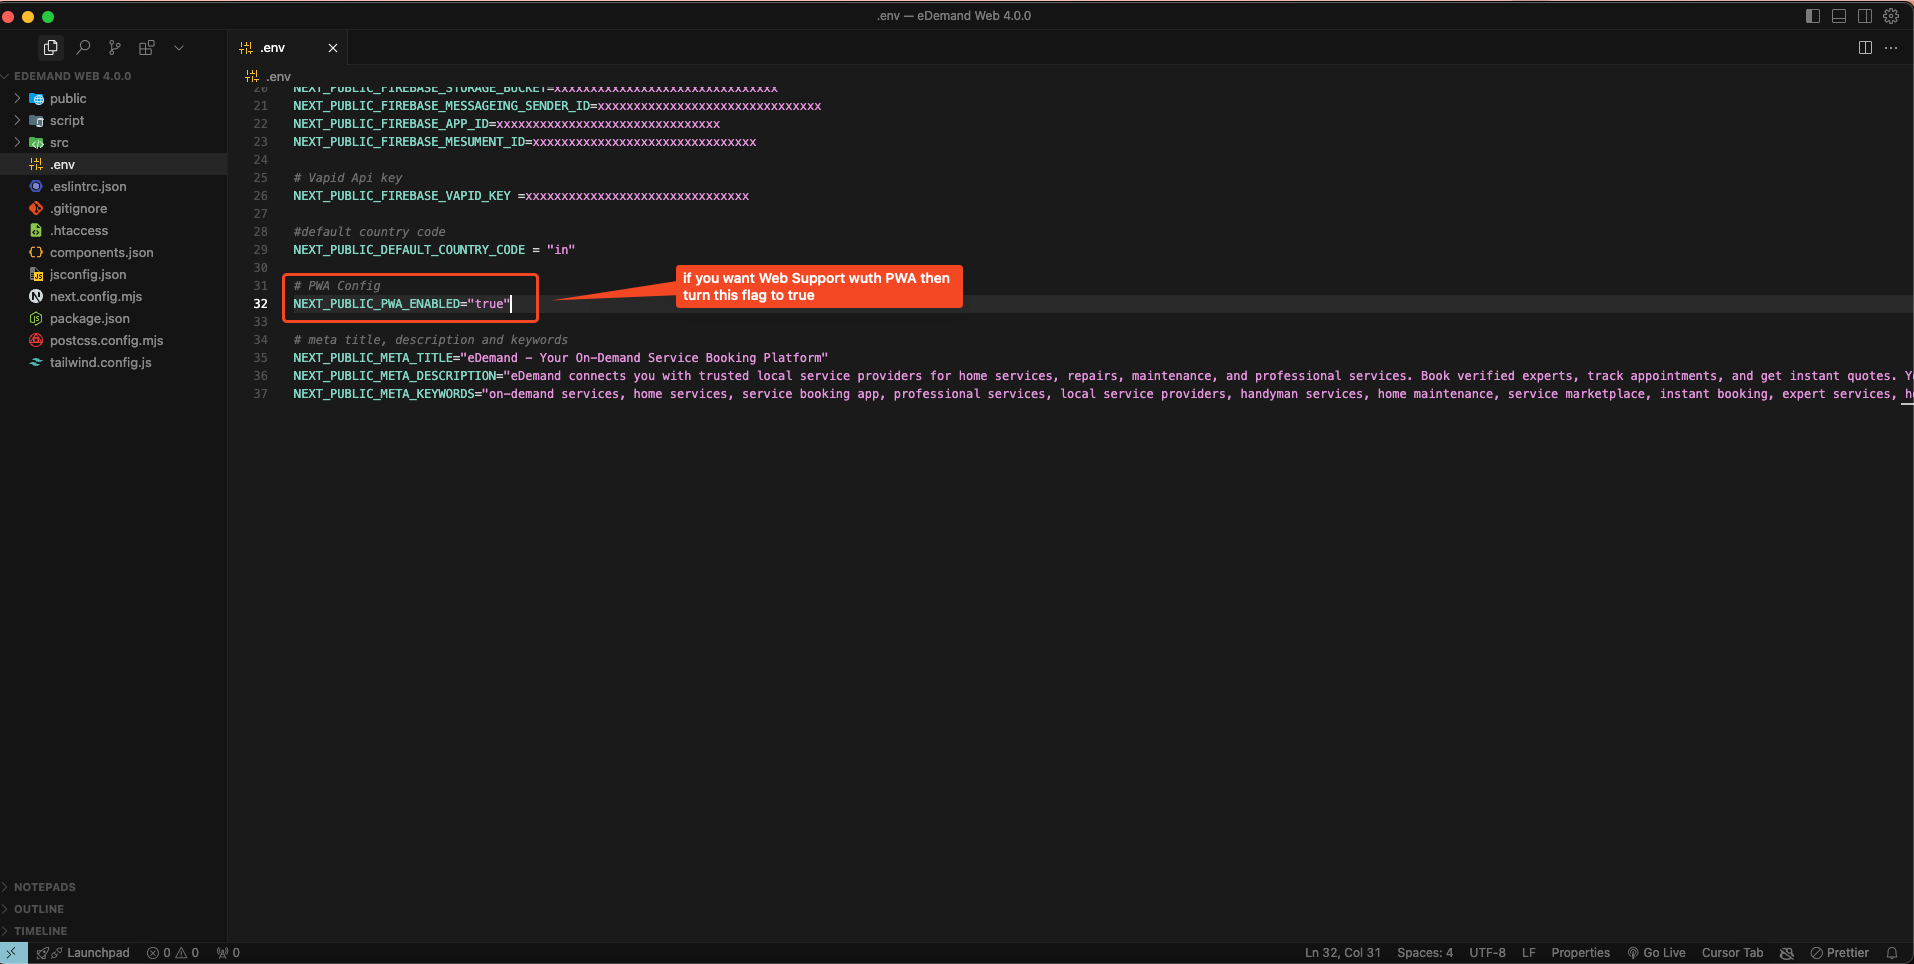 .env — eDemand Web 4.0.0
.env
EDEMAND WEB 4.0.0
public
script
src
.env
.eslintrc.json
.gitignore
.htaccess
components.json
jsconfig.json
next.config.mjs
package.json
postcss.config.mjs
tailwind.config.js
.env
20 NEXT_PUBLIC_FIREBASE_STORAGE_BUCKET=xxxxxxxxxxxxxxxxxxxxxxxxxxxxxxx
21 NEXT_PUBLIC_FIREBASE_MESSAGEING_SENDER_ID=xxxxxxxxxxxxxxxxxxxxxxxxxxxxxxx
22 NEXT_PUBLIC_FIREBASE_APP_ID=xxxxxxxxxxxxxxxxxxxxxxxxxxxxxxx
23 NEXT_PUBLIC_FIREBASE_MESUMENT_ID=xxxxxxxxxxxxxxxxxxxxxxxxxxxxxxx
24
25 # Vapid Api key
26 NEXT_PUBLIC_FIREBASE_VAPID_KEY =xxxxxxxxxxxxxxxxxxxxxxxxxxxxxxx
27
28 #default country code
29 NEXT_PUBLIC_DEFAULT_COUNTRY_CODE = "in"
30
31 # PWA Config
32 NEXT_PUBLIC_PWA_ENABLED="true"
33
if you want Web Support wuth PWA then
turn this flag to true
34 # meta title, description and keywords
35 NEXT_PUBLIC_META_TITLE="eDemand - Your On-Demand Service Booking Platform"
36 NEXT_PUBLIC_META_DESCRIPTION="eDemand connects you with trusted local service providers for home services, repairs, maintenance, and professional services. Book verified experts, track appointments, and get instant quotes. Y
37 NEXT_PUBLIC_META_KEYWORDS="on-demand services, home services, service booking app, professional services, local service providers, handyman services, home maintenance, service marketplace, instant booking, expert services, h
NOTEPADS
OUTLINE
TIMELINE
Launchpad 0 0 0
Ln 32, Col 31 Spaces: 4 UTF-8 LF Properties Go Live Cursor Tab Prettier